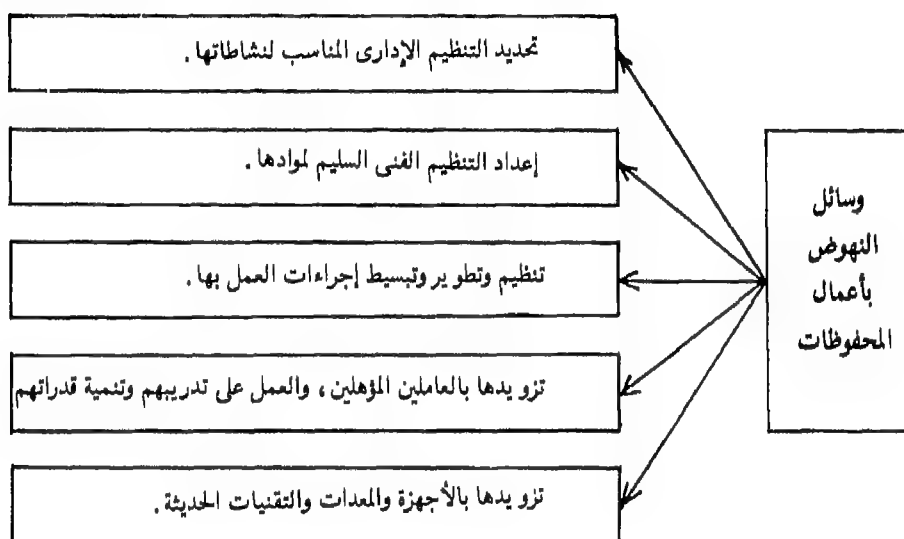 وسائل
النهوض
بأعمال
المحفوظات
تحديد التنظيم الإدارى المناسب لنشاطاتها .
إعداد التنظيم الفنى السليم لموادها .
تنظيم وتطوير وتبسيط إجراءات العمل بها .
تزويدها بالعاملين المؤهلين ، والعمل على تدريبهم وتنمية قدراتهم
تزويدها بالأجهزة والمعدات والتقنيات الحديثة .